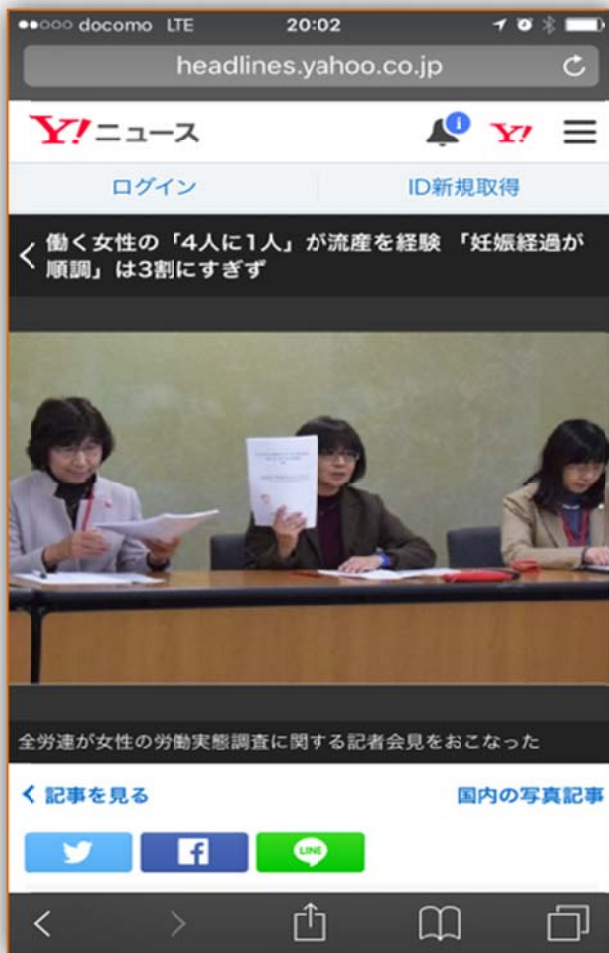 docomo LTE 20:02
headlines.yahoo.co.jp
Y!ニュース i Y!
ログイン ID新規取得
働く女性の「4人に1人」が流産を経験 「妊娠経過が
順調」は3割にすぎず
全労連が女性の労働実態調査に関する記者会見をおこなった
記事を見る 国内の写真記事
LINE